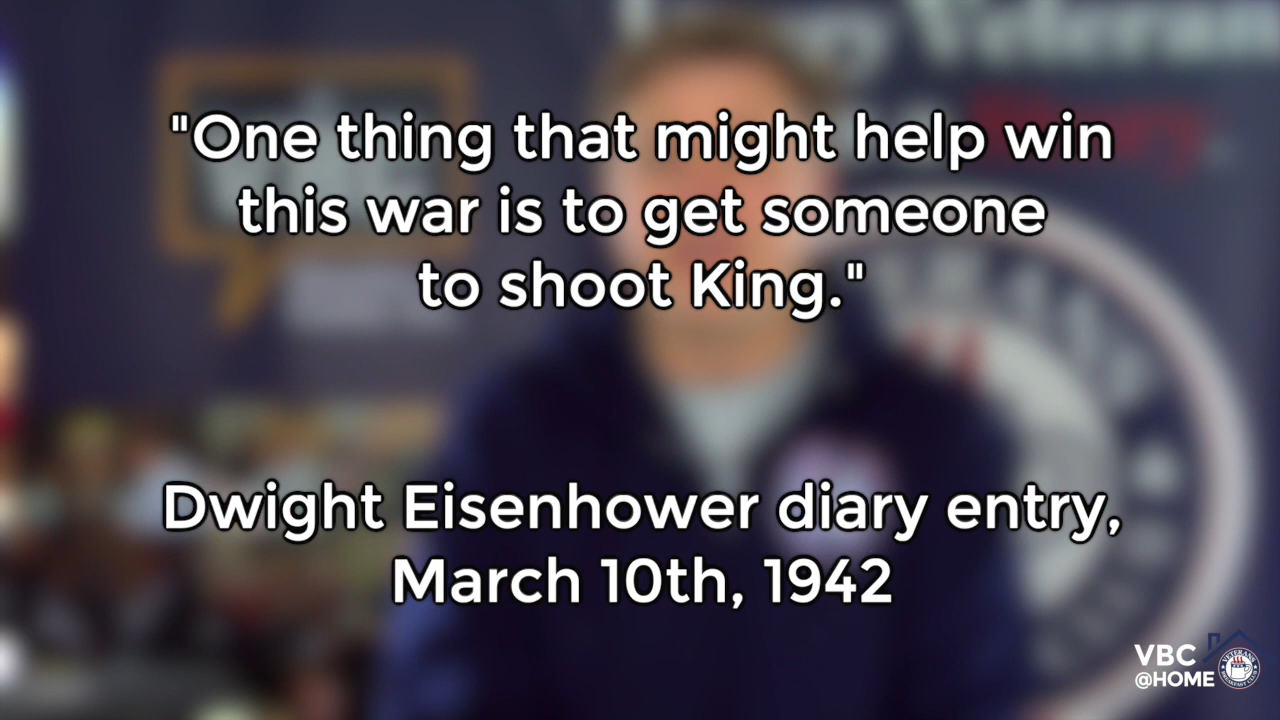 "One thing that might help win
this war is to get someone
to shoot King."
Dwight Eisenhower diary entry,
March 10th, 1942
VBC
@HOME